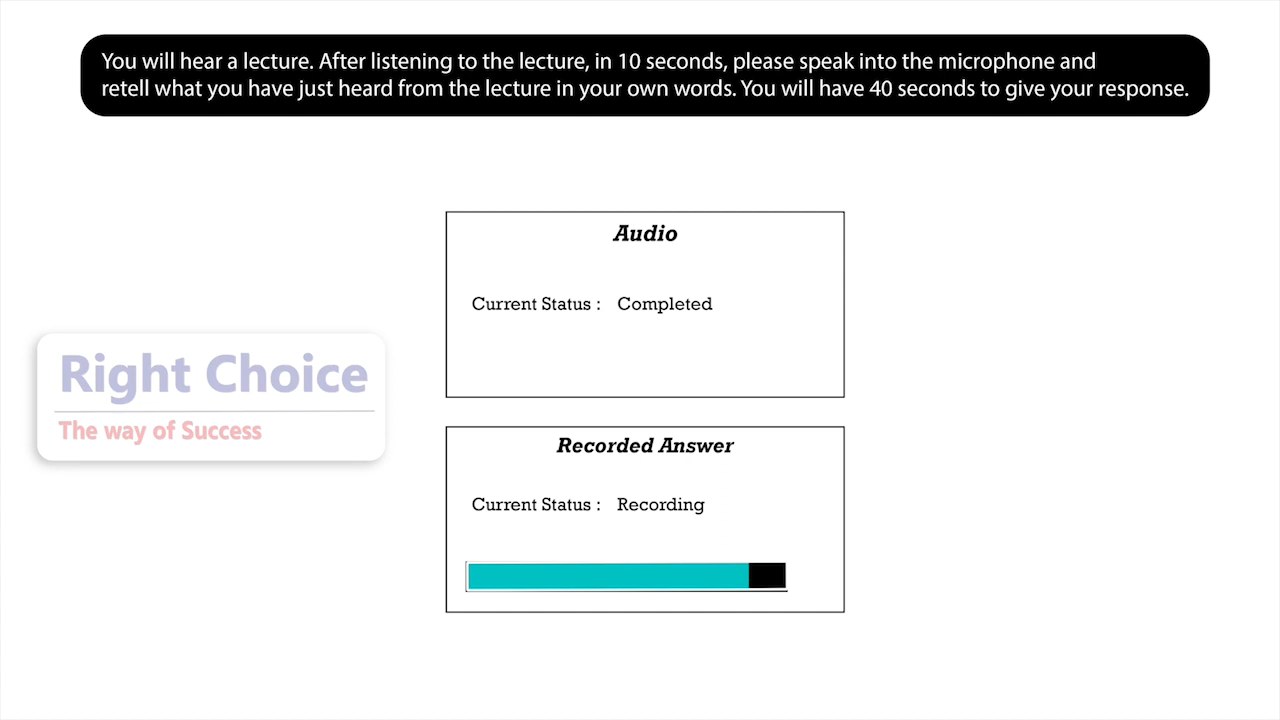 You will hear a lecture. After listening to the lecture, in 10 seconds, please speak into the microphone and
retell what you have just heard from the lecture in your own words. You will have 40 seconds to give your response.
Audio
Current Status : Completed
Right Choice
The way of Success
Recorded Answer
Current Status : Recording